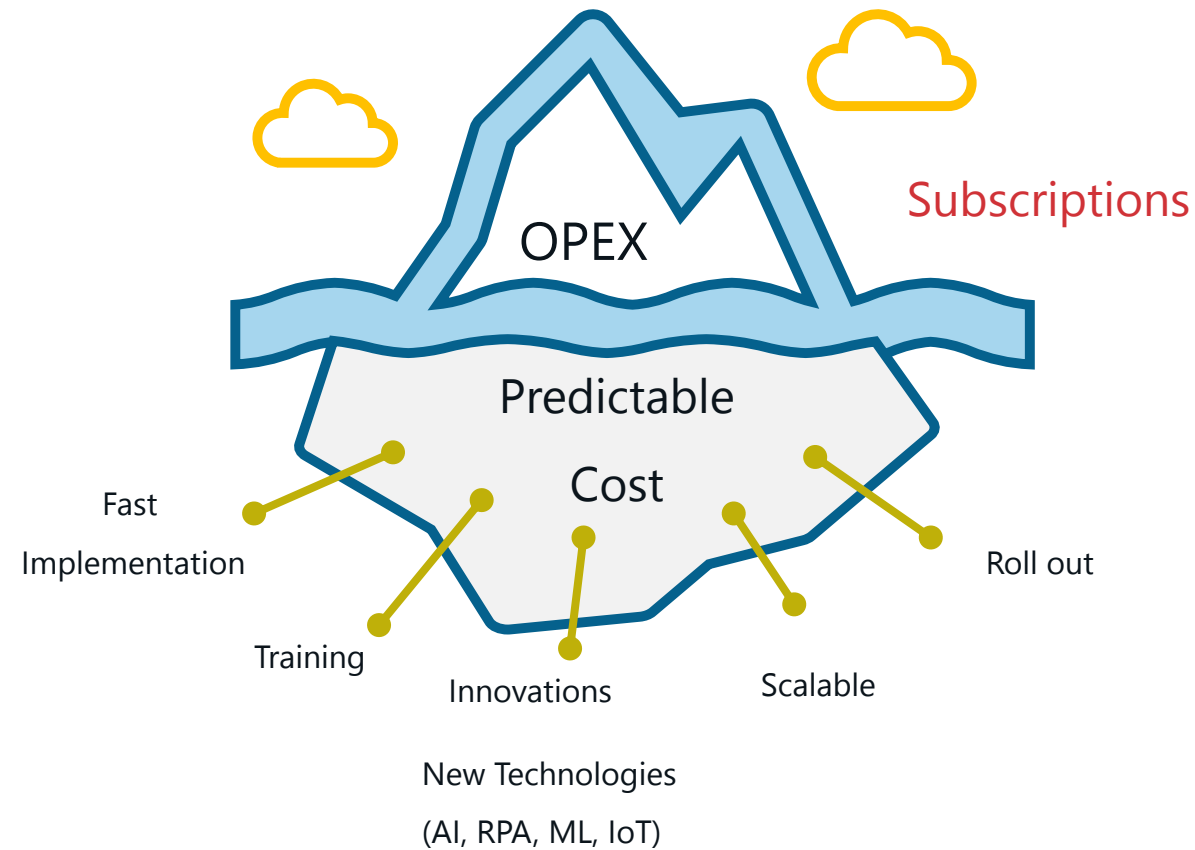 Subscriptions
OPEX
Predictable
Cost
Fast
Implementation
Roll out
Training
Innovations
Scalable
New Technologies
(AI, RPA, ML, IoT)